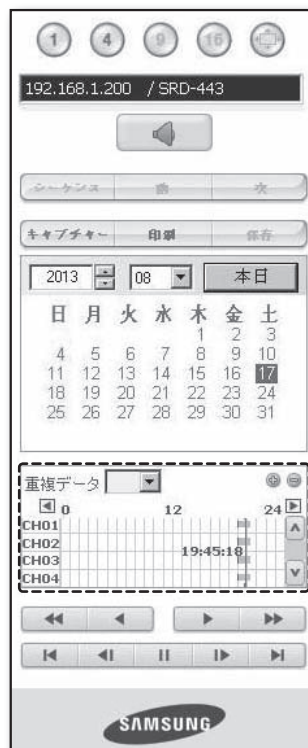 1 4 9 16
192.168.1.200 / SRD-443
シーケンス 前 次
キャプチャー 印刷 保存
2013 08 本日
日 月 火 水 木 金 土
1 2 3
4 5 6 7 8 9 10
11 12 13 14 15 16 17
18 19 20 21 22 23 24
25 26 27 28 29 30 31
重複データ
0 12 24
CH01
CH02
19:45:18
CH03
CH04
SAMSUNG